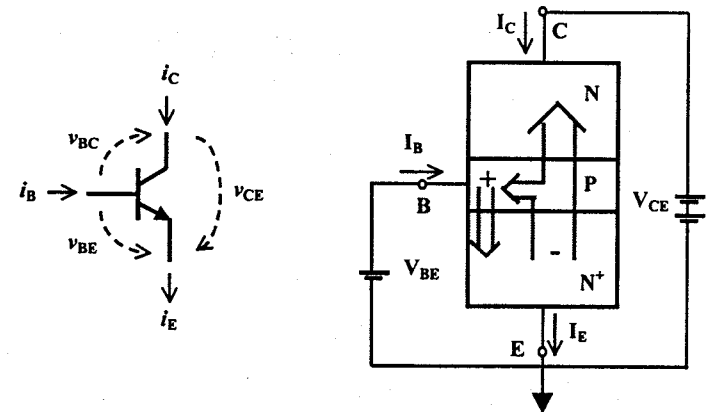 i_C
v_BC
i_B
v_CE
v_BE
i_E
I_C
C
N
I_B
+
P
B
V_CE
V_BE
-
N⁺
E
I_E